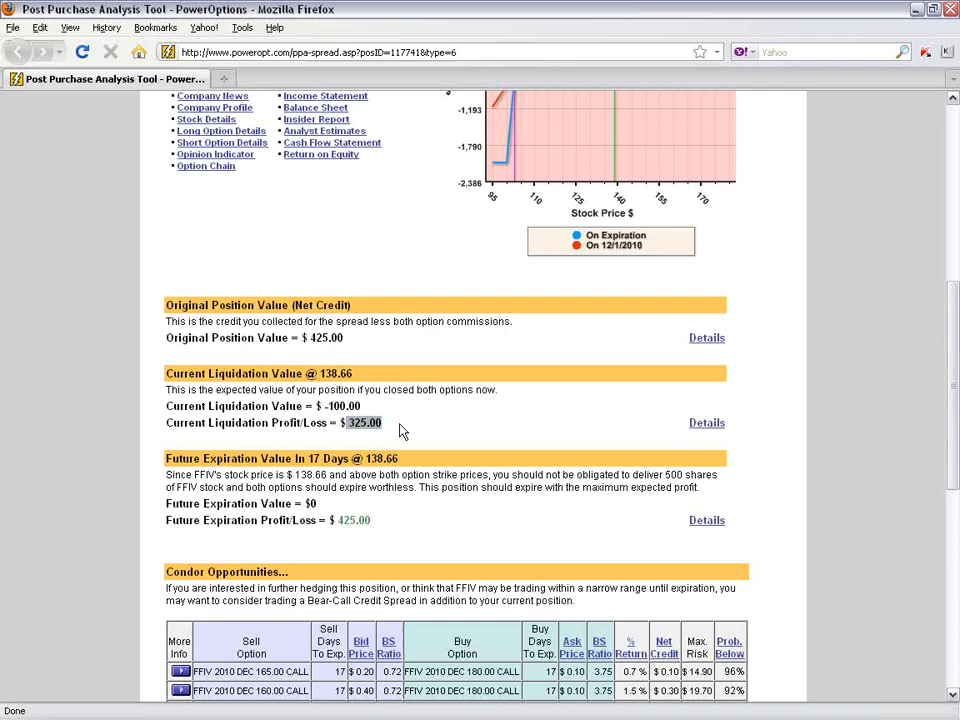 Post Purchase Analysis Tool - PowerOptions - Mozilla Firefox
File Edit View History Bookmarks Yahoo! Tools Help
http://www.poweropt.com/ppa-spread.asp?posID=117741&type=6
Y! Yahoo
Post Purchase Analysis Tool - Power...
Company News Income Statement
Company Profile Balance Sheet
Stock Details Insider Report
Long Option Details Analyst Estimates
Short Option Details Cash Flow Statement
Opinion Indicator Return on Equity
Option Chain
-1,193
-1,790
-2,386
95 110 125 140 155 170
Stock Price $
On Expiration
On 12/1/2010
Original Position Value (Net Credit)
This is the credit you collected for the spread less both option commissions.
Original Position Value = $ 425.00 Details
Current Liquidation Value @ 138.66
This is the expected value of your position if you closed both options now.
Current Liquidation Value = $ -100.00
Current Liquidation Profit/Loss = $ 325.00 Details
Future Expiration Value In 17 Days @ 138.66
Since FFIV's stock price is $ 138.66 and above both option strike prices, you should not be obligated to deliver 500 shares
of FFIV stock and both options should expire worthless. This position should expire with the maximum expected profit.
Future Expiration Value = $0
Future Expiration Profit/Loss = $ 425.00 Details
Condor Opportunities...
If you are interested in further hedging this position, or think that FFIV may be trading within a narrow range until expiration, you
may want to consider trading a Bear-Call Credit Spread in addition to your current position.
More Info Sell Option Sell Days To Exp. Bid Price BS Ratio Buy Option Buy Days To Exp. Ask Price BS Ratio % Return Net Credit Max. Risk Prob. Below
FFIV 2010 DEC 165.00 CALL 17 $ 0.20 0.72 FFIV 2010 DEC 180.00 CALL 17 $ 0.10 3.75 0.7 % $ 0.10 $ 14.90 96%
FFIV 2010 DEC 160.00 CALL 17 $ 0.40 0.72 FFIV 2010 DEC 180.00 CALL 17 $ 0.10 3.75 1.5 % $ 0.30 $ 19.70 92%
Done